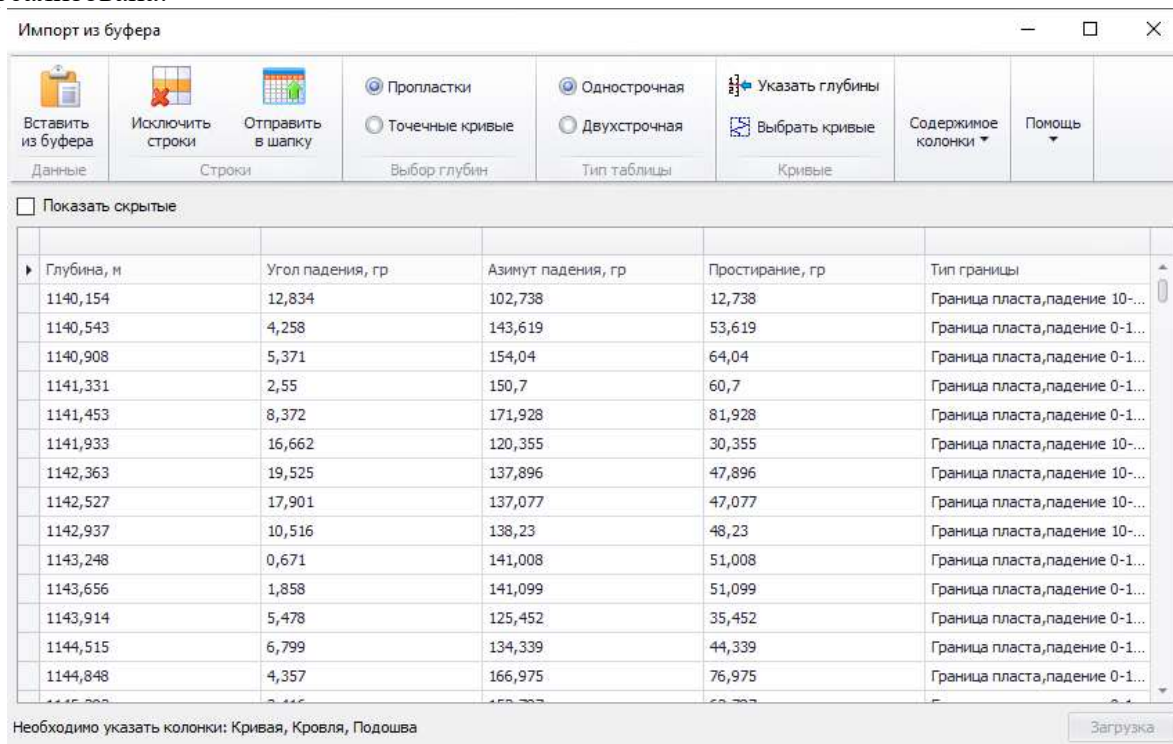 Импорт из буфера
Вставить из буфера
Исключить строки
Отправить в шапку
Пропластки
Точечные кривые
Однострочная
Двухстрочная
Указать глубины
Выбрать кривые
Содержимое колонки
Помощь
Данные
Строки
Выбор глубин
Тип таблицы
Кривые
Показать скрытые
Глубина, м Угол падения, гр Азимут падения, гр Простирание, гр Тип границы
1140,154 12,834 102,738 12,738 Граница пласта,падение 10-...
1140,543 4,258 143,619 53,619 Граница пласта,падение 0-1...
1140,908 5,371 154,04 64,04 Граница пласта,падение 0-1...
1141,331 2,55 150,7 60,7 Граница пласта,падение 0-1...
1141,453 8,372 171,928 81,928 Граница пласта,падение 0-1...
1141,933 16,662 120,355 30,355 Граница пласта,падение 10-...
1142,363 19,525 137,896 47,896 Граница пласта,падение 10-...
1142,527 17,901 137,077 47,077 Граница пласта,падение 10-...
1142,937 10,516 138,23 48,23 Граница пласта,падение 10-...
1143,248 0,671 141,008 51,008 Граница пласта,падение 0-1...
1143,656 1,858 141,099 51,099 Граница пласта,падение 0-1...
1143,914 5,478 125,452 35,452 Граница пласта,падение 0-1...
1144,515 6,799 134,339 44,339 Граница пласта,падение 0-1...
1144,848 4,357 166,975 76,975 Граница пласта,падение 0-1...
Необходимо указать колонки: Кривая, Кровля, Подошва
Загрузка